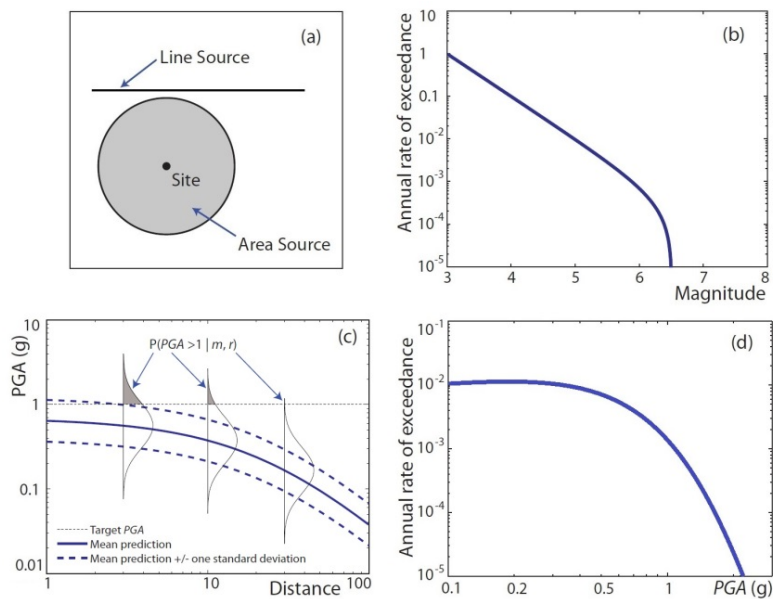 (a)
Line Source
Site
Area Source
(b)
Annual rate of exceedance
10
1
0.1
10-2
10-3
10-4
10-5
3
4
5
6
7
8
Magnitude
(c)
PGA (g)
10
1
0.1
0.01
P(PGA >1 | m, r)
Target PGA
Mean prediction
Mean prediction +/- one standard deviation
1
10
100
Distance
(d)
Annual rate of exceedance
10-1
10-2
10-3
10-4
10-5
0.1
0.2
0.5
1
PGA (g)